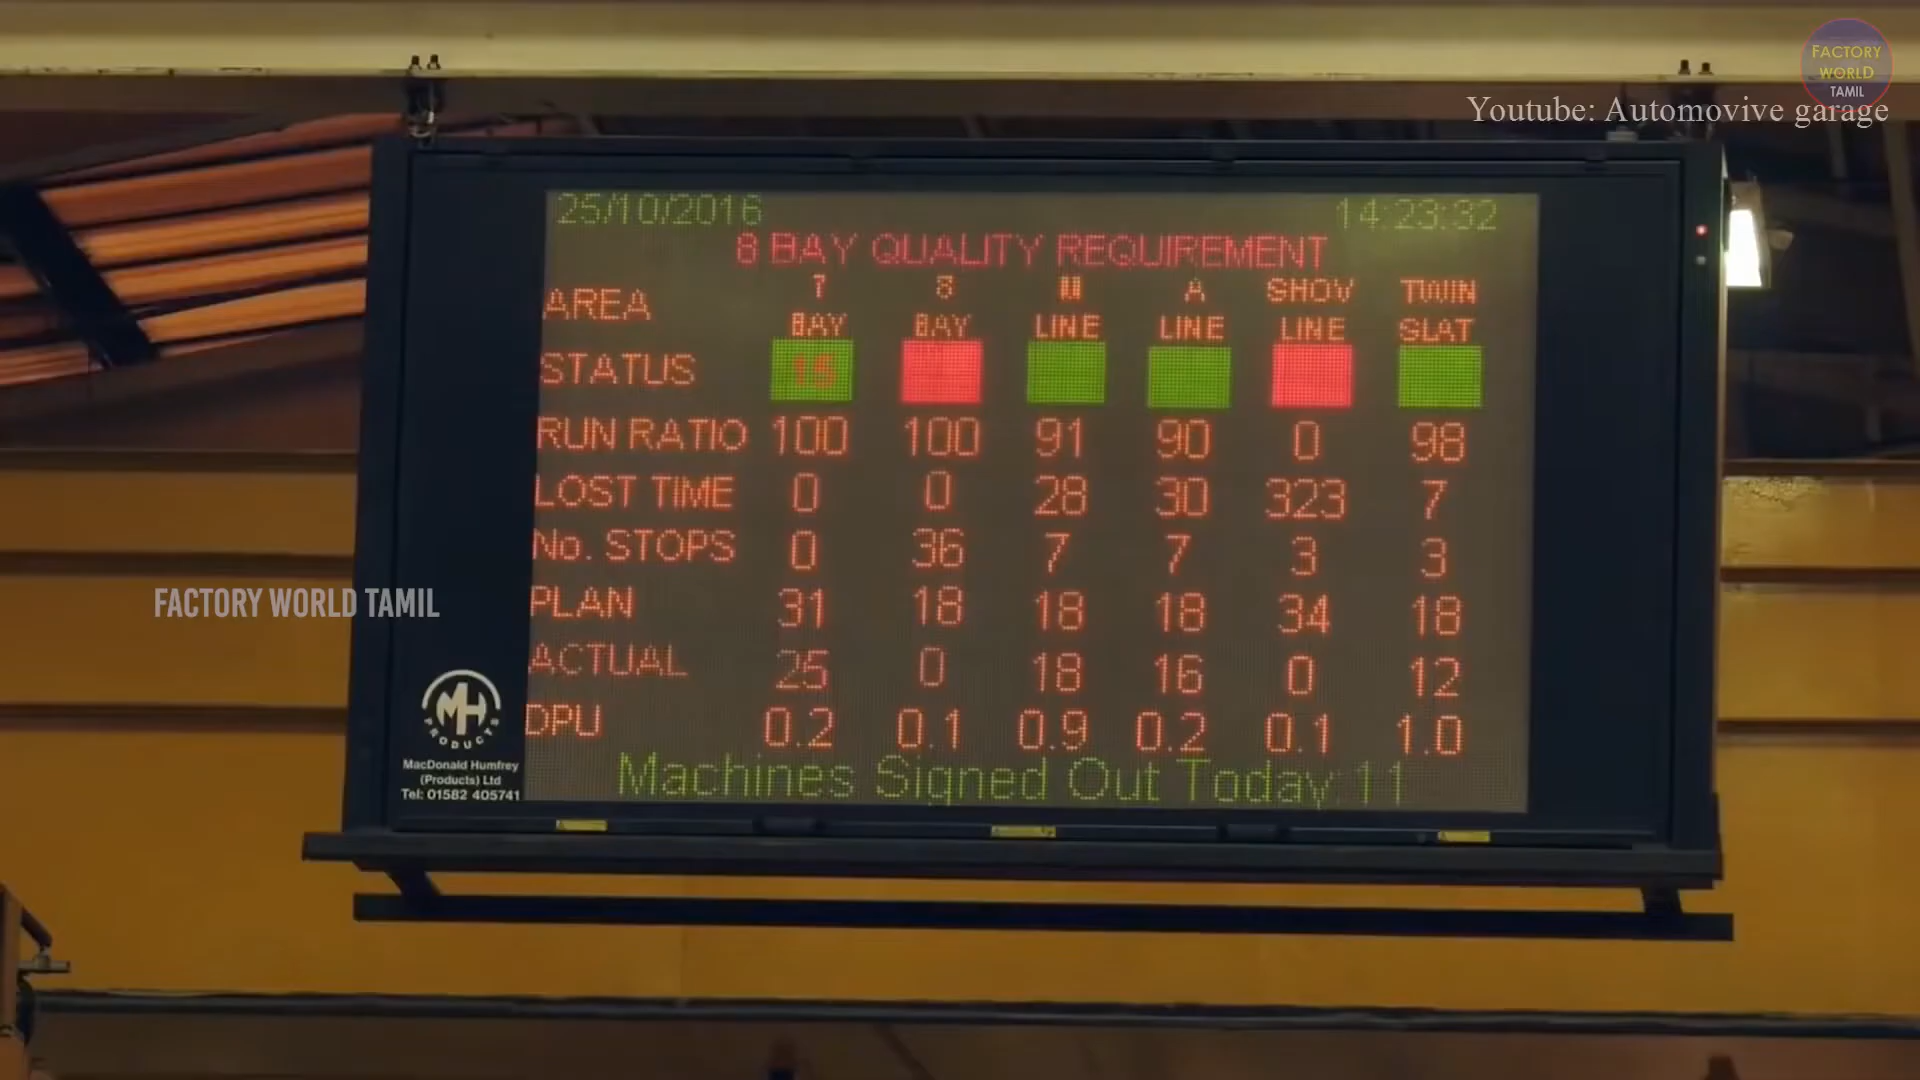 FACTORY
WORLD
TAMIL
Youtube: Automovive garage
25/10/2016 14:23:32
8 BAY QUALITY REQUIREMENT
AREA 7 BAY 8 BAY M LINE A LINE SHOV LINE TWIN SLAT
STATUS 15
RUN RATIO 100 100 91 90 0 98
LOST TIME 0 0 28 30 323 7
No. STOPS 0 36 7 7 3 3
PLAN 31 18 18 18 34 18
ACTUAL 25 0 18 16 0 12
DPU 0.2 0.1 0.9 0.2 0.1 1.0
Machines Signed Out Today:11
FACTORY WORLD TAMIL
MH
PRODUCTS
MacDonald Humfrey
(Products) Ltd
Tel: 01582 405741